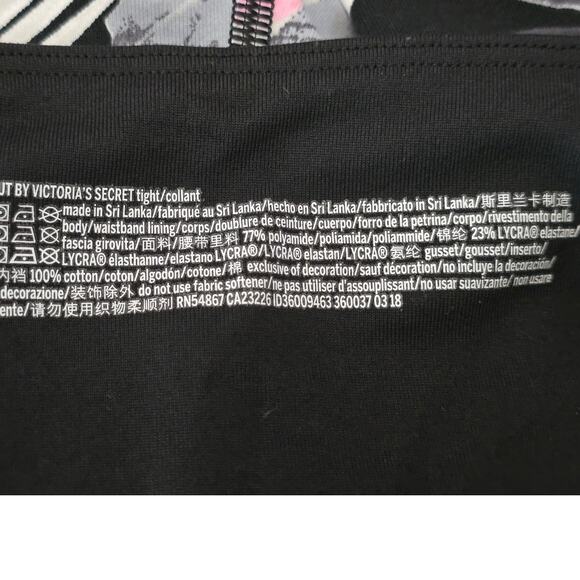 UT BY VICTORIA'S SECRET tight/collant
made in Sri Lanka/fabriqué au Sri Lanka/hecho en Sri Lanka/fabbricato in Sri Lanka/斯里兰卡制造
body/waistband lining/corps/doublure de ceinture/cuerpo/forro de la petrina/corpo/rivestimento della
fascia girovita/面料/腰带里料 77% polyamide/poliamida/poliammide/锦纶 23% LYCRA® elastane/
LYCRA® élasthanne/elastano LYCRA®/LYCRA® elastan/LYCRA® 氨纶 gusset/gousset/inserto/
内裆 100% cotton/coton/algodón/cotone/棉 exclusive of decoration/sauf décoration/no incluye la decoración/
decorazione/装饰除外 do not use fabric softener/ne pas utiliser d'assouplissant/no usar suavizante/non usare
ente/请勿使用织物柔顺剂 RN54867 CA23226 ID36009463 360037 03 18